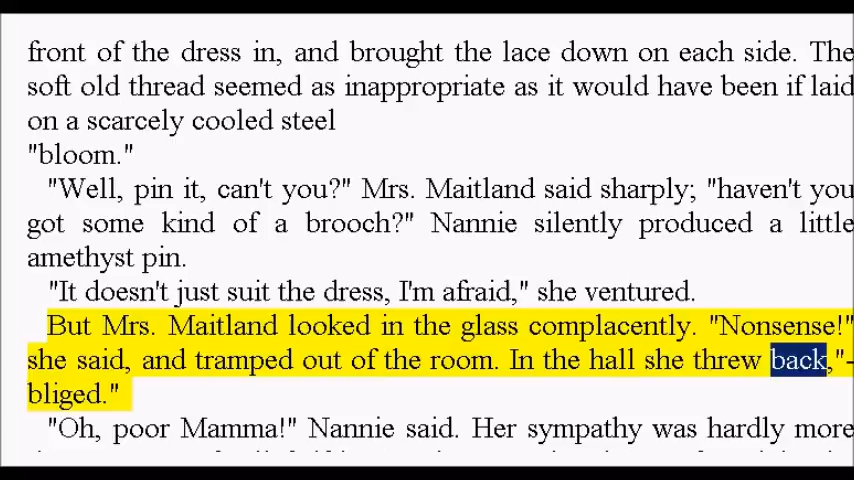 front of the dress in, and brought the lace down on each side. The
soft old thread seemed as inappropriate as it would have been if laid
on a scarcely cooled steel
"bloom."
"Well, pin it, can't you?" Mrs. Maitland said sharply; "haven't you
got some kind of a brooch?" Nannie silently produced a little
amethyst pin.
"It doesn't just suit the dress, I'm afraid," she ventured.
But Mrs. Maitland looked in the glass complacently. "Nonsense!"
she said, and tramped out of the room. In the hall she threw back,"-
bliged."
"Oh, poor Mamma!" Nannie said. Her sympathy was hardly more